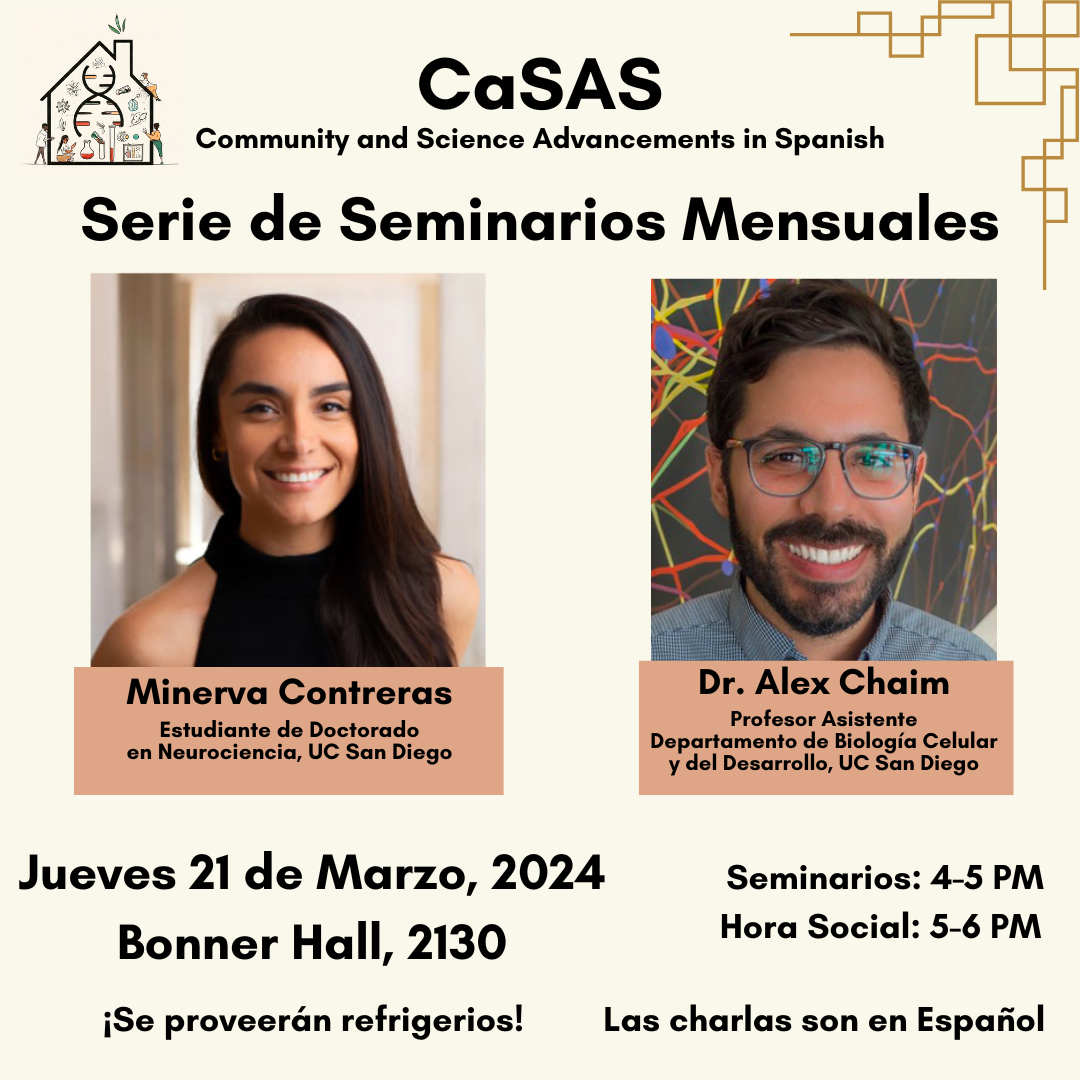 CaSAS
Community and Science Advancements in Spanish
Serie de Seminarios Mensuales
Minerva Contreras
Estudiante de Doctorado
en Neurociencia, UC San Diego
Dr. Alex Chaim
Profesor Asistente
Departamento de Biología Celular
y del Desarrollo, UC San Diego
Jueves 21 de Marzo, 2024
Bonner Hall, 2130
Seminarios: 4-5 PM
Hora Social: 5-6 PM
¡Se proveerán refrigerios!
Las charlas son en Español